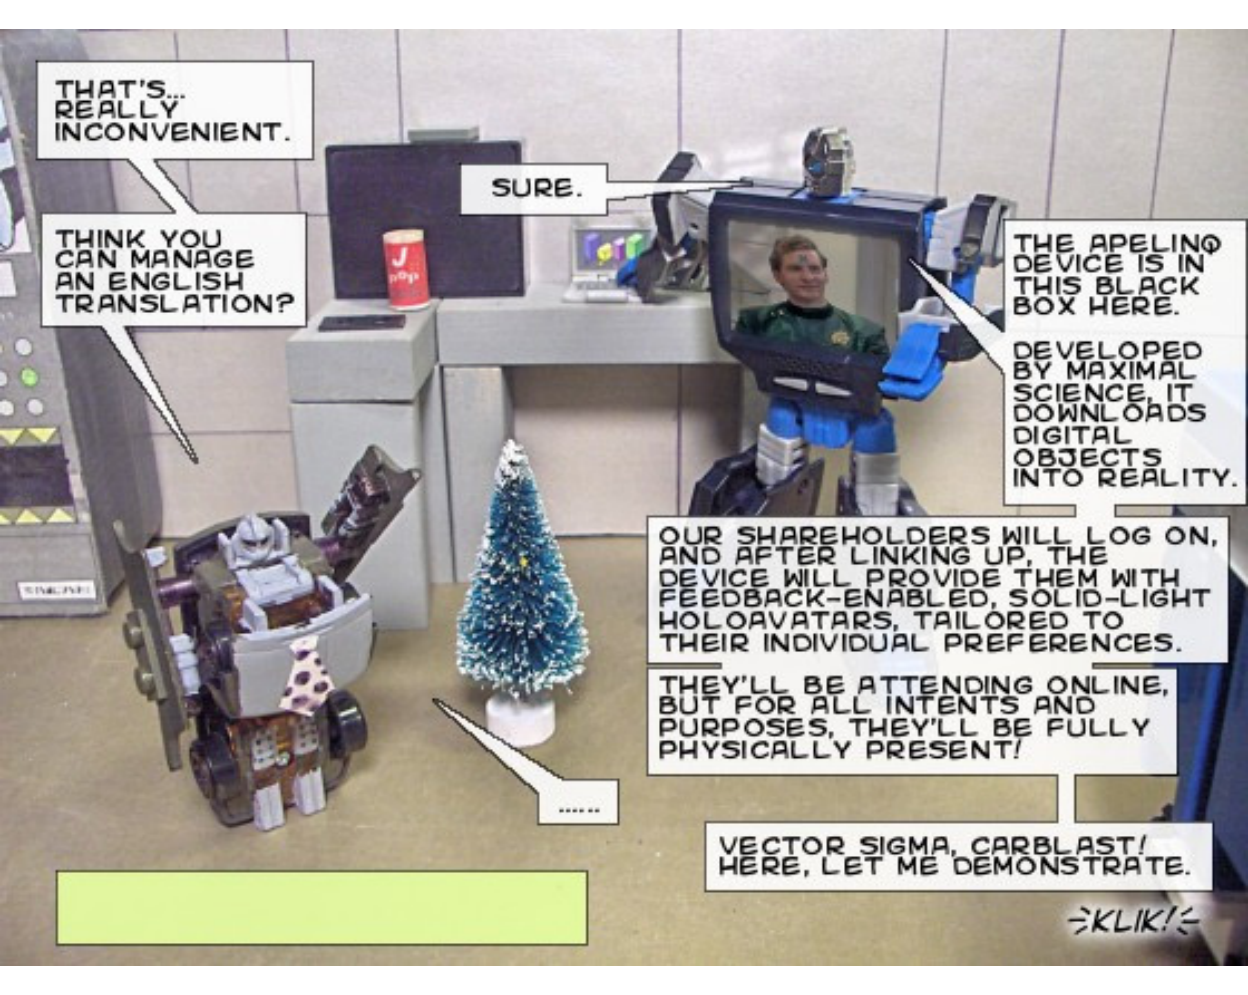 THAT'S...
REALLY
INCONVENIENT.
THINK YOU
CAN MANAGE
AN ENGLISH
TRANSLATION?
SURE.
J
POP
THE APELINQ
DEVICE IS IN
THIS BLACK
BOX HERE.
DEVELOPED
BY MAXIMAL
SCIENCE, IT
DOWNLOADS
DIGITAL
OBJECTS
INTO REALITY.
OUR SHAREHOLDERS WILL LOG ON,
AND AFTER LINKING UP, THE
DEVICE WILL PROVIDE THEM WITH
FEEDBACK-ENABLED, SOLID-LIGHT
HOLOAVATARS, TAILORED TO
THEIR INDIVIDUAL PREFERENCES.
THEY'LL BE ATTENDING ONLINE,
BUT FOR ALL INTENTS AND
PURPOSES, THEY'LL BE FULLY
PHYSICALLY PRESENT!
......
VECTOR SIGMA, CARBLAST!
HERE, LET ME DEMONSTRATE.
KLIK!